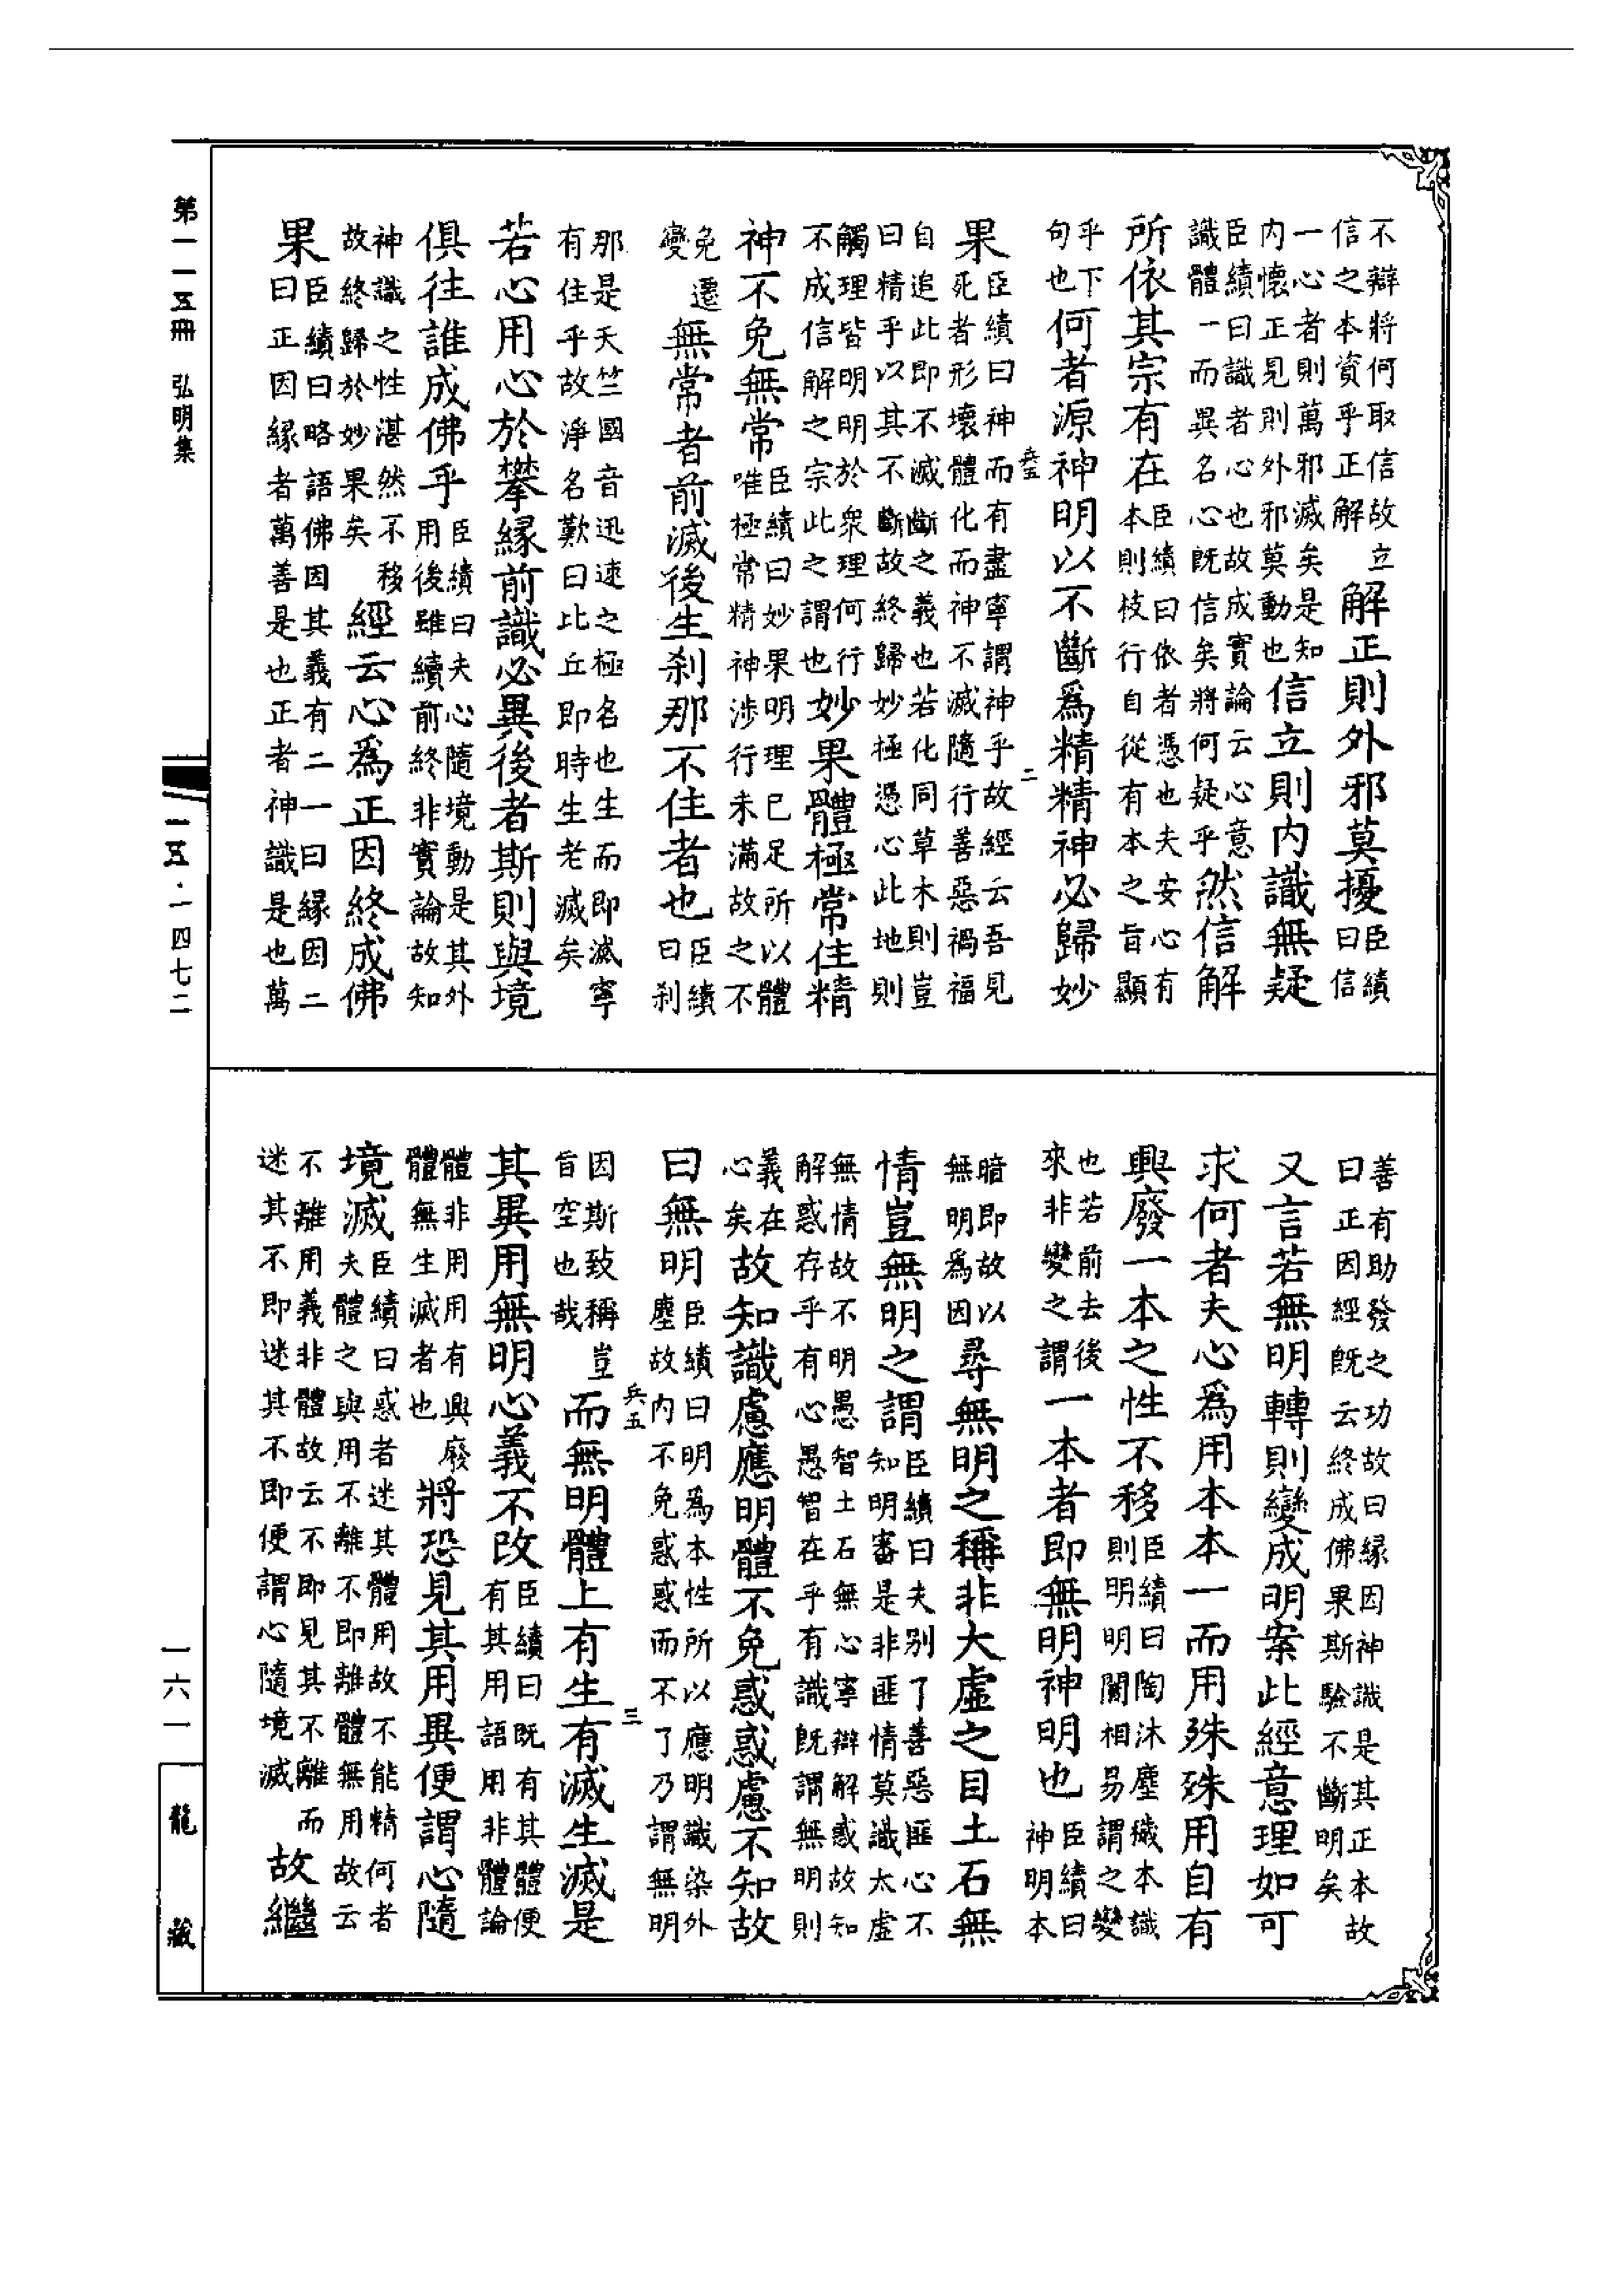 不辯將何取信故立信之本資乎正解解正則外邪莫擾臣績曰信
一心者則萬邪滅矣是知内懷正見則外邪莫動也信立則内識無疑
臣績曰識者心也故成實論云心意識體一而異名心既信矣將何疑乎然信解
所依其宗有在臣績曰依者憑也夫安心有本則枝行自從有本之旨顯
乎下句也何者源神明以不斷爲精精神必歸妙
兵五 二
果臣績曰神而有盡寧謂神乎故經云吾見死者形壞體化而神不滅隨行善惡禍福
自追此即不滅斷之義也若化同草木則豈曰精乎以其不斷故終歸妙極憑心此地則
觸理皆明明於衆理何行不成信解之宗此之謂也妙果體極常住精
神不免無常臣績曰妙果明理已足所以體唯極常精神涉行未滿故之不
免遷變無常者前滅後生刹那不住者也臣績曰刹
那是天竺國音迅速之極名也生而即滅寧有住乎故淨名歎曰比丘即時生老滅矣
若心用心於攀緣前識必異後者斯則與境
俱往誰成佛乎臣績曰夫心隨境動是其外用後雖續前終非實論故知
神識之性湛然不移故終歸於妙果矣經云心爲正因終成佛
果臣績曰略語佛因其義有二一曰緣因二曰正因緣者萬善是也正者神識是也萬
善有助發之功故曰緣因神識是其正本故曰正因經既云終成佛果斯驗不斷明矣
又言若無明轉則變成明案此經意理如可
求何者夫心爲用本本一而用殊殊用自有
興廢一本之性不移臣績曰陶沐塵穢本識則明明闇相易謂之變
也若前去後來非變之謂一本者即無明神明也臣績曰神明本
暗即故以無明爲因尋無明之稱非太虛之目土石無
情豈無明之謂臣績曰夫别了善惡匪心不知明審是非匪情莫識太虛
無情故不明愚智土石無心寧辯解惑故知解惑存乎有心愚智在乎有識既謂無明則
義在心矣故知識慮應明體不免惑惑慮不知故
曰無明臣績曰明爲本性所以應明識染外塵故内不免惑惑而不了乃謂無明
兵五 三
因斯致稱豈旨空也哉而無明體上有生有滅生滅是
其異用無明心義不改臣績曰既有其體便有其用語用非體論
體非用用有興廢體無生滅者也將恐見其用異便謂心隨
境滅臣績曰惑者迷其體用故不能精何者夫體之與用不離不即離體無用故云
不離用義非體故云不即見其不離而迷其不即迷其不即便謂心隨境滅故繼
第一一五冊 弘明集
一五·一四七二
一六一
龍藏